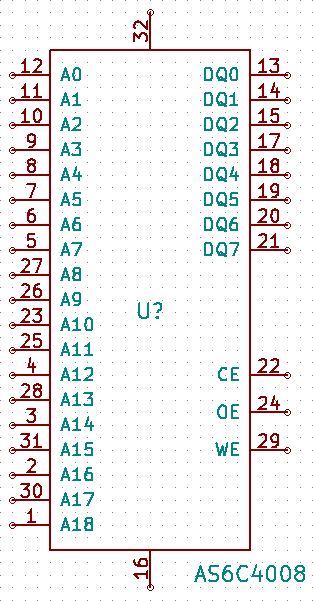 32
12 A0 DQ0 13
11 A1 DQ1 14
10 A2 DQ2 15
9 A3 DQ3 17
8 A4 DQ4 18
7 A5 DQ5 19
6 A6 DQ6 20
5 A7 DQ7 21
27 A8
26 A9
23 A10
U?
25 A11
4 A12 CE 22
28 A13
OE 24
3 A14
31 A15 WE 29
2 A16
30 A17
1 A18
16
AS6C4008